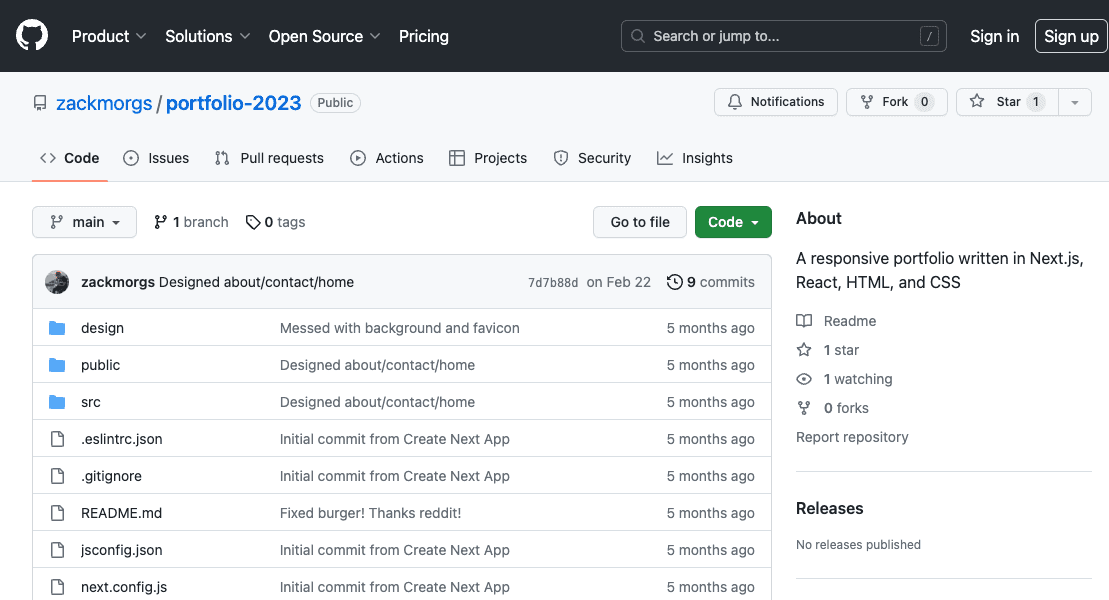 Product Solutions Open Source Pricing Search or jump to... / Sign in Sign up
zackmorgs / portfolio-2023 Public Notifications Fork 0 Star 1
Code Issues Pull requests Actions Projects Security Insights
main 1 branch 0 tags Go to file Code
zackmorgs Designed about/contact/home 7d7b88d on Feb 22 9 commits
design Messed with background and favicon 5 months ago
public Designed about/contact/home 5 months ago
src Designed about/contact/home 5 months ago
.eslintrc.json Initial commit from Create Next App 5 months ago
.gitignore Initial commit from Create Next App 5 months ago
README.md Fixed burger! Thanks reddit! 5 months ago
jsconfig.json Initial commit from Create Next App 5 months ago
next.config.js Initial commit from Create Next App 5 months ago
About
A responsive portfolio written in Next.js,
React, HTML, and CSS
Readme
1 star
1 watching
0 forks
Report repository
Releases
No releases published